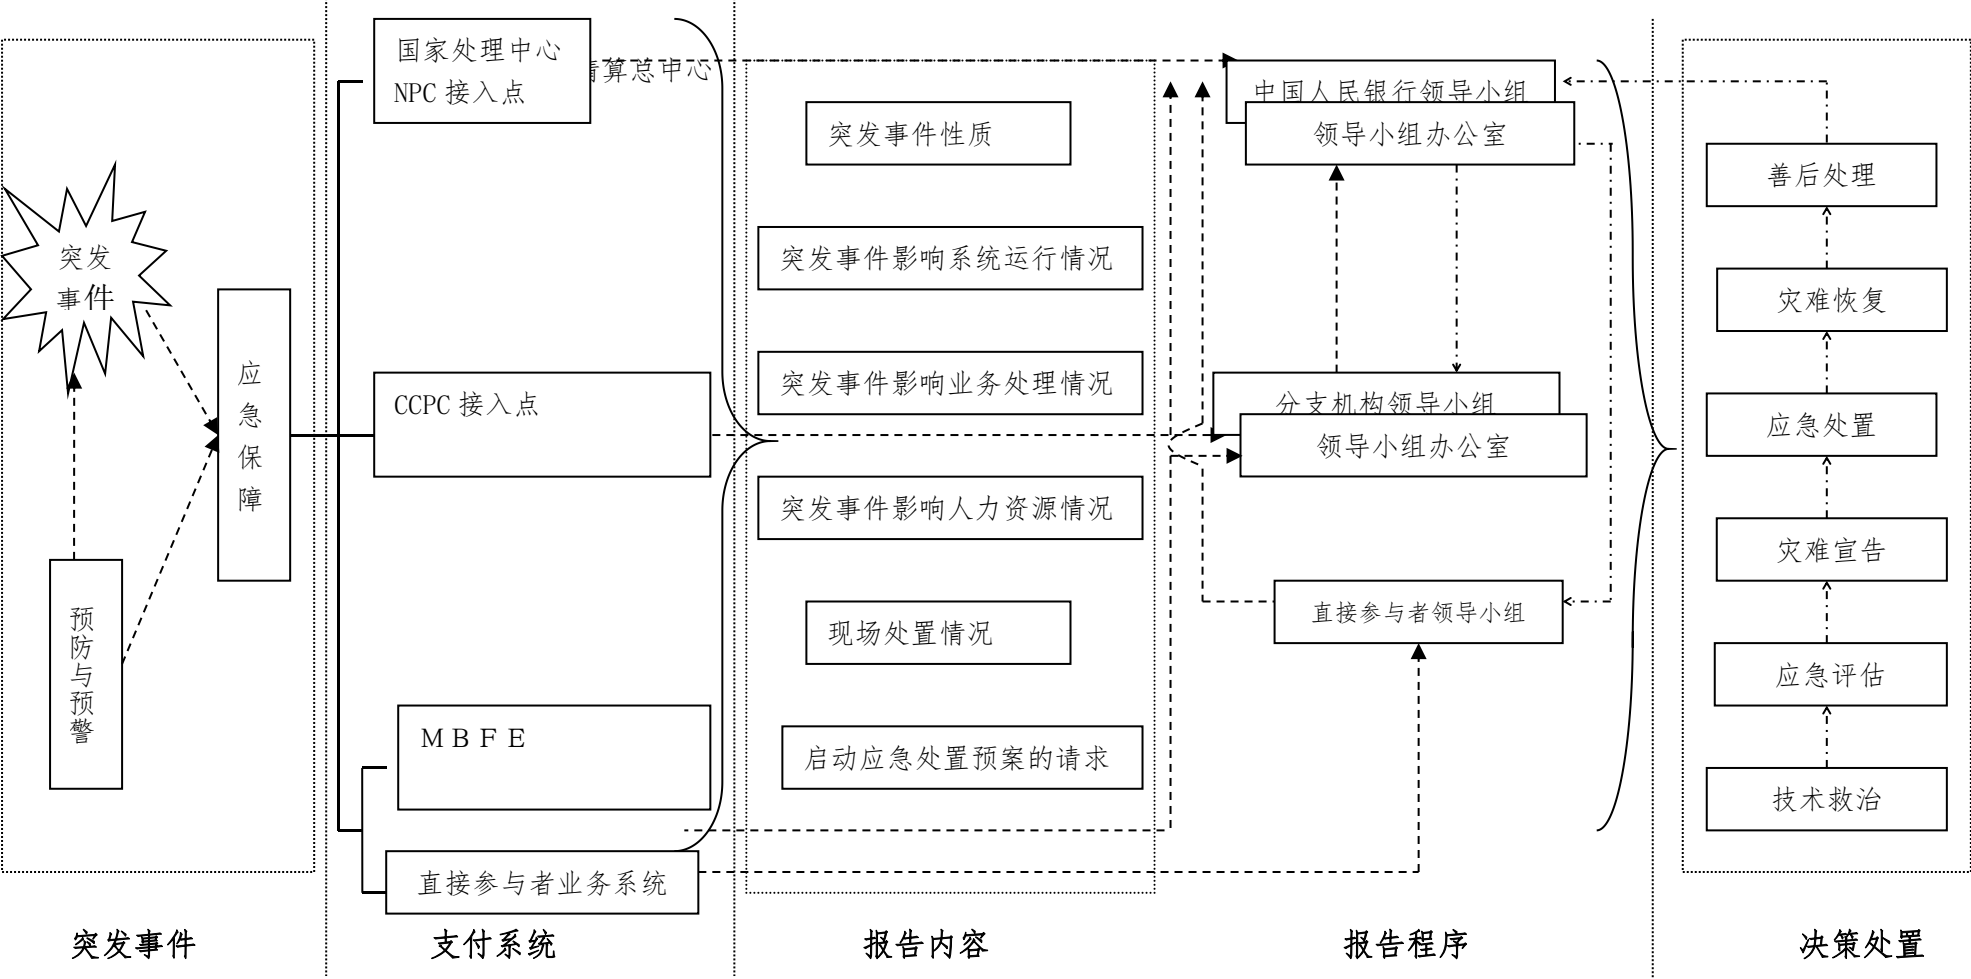 突发
事件
应
急
保
障
预
防
与
预
警
突发事件
国家处理中心
NPC 接入点
算总中心
CCPC 接入点
ＭＢＦＥ
直接参与者业务系统
支付系统
突发事件性质
突发事件影响系统运行情况
突发事件影响业务处理情况
突发事件影响人力资源情况
现场处置情况
启动应急处置预案的请求
报告内容
中国人民银行领导小组
领导小组办公室
分支机构领导小组
领导小组办公室
直接参与者领导小组
报告程序
善后处理
灾难恢复
应急处置
灾难宣告
应急评估
技术救治
决策处置